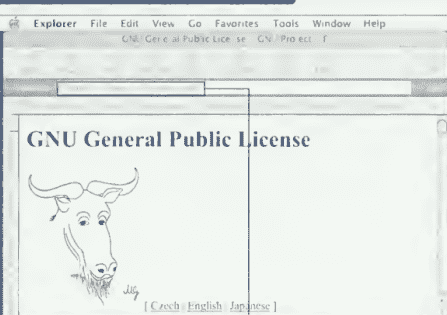 Explorer File Edit View Go Favorites Tools Window Help
GNU General Public License
[ Czech | English | Japanese ]